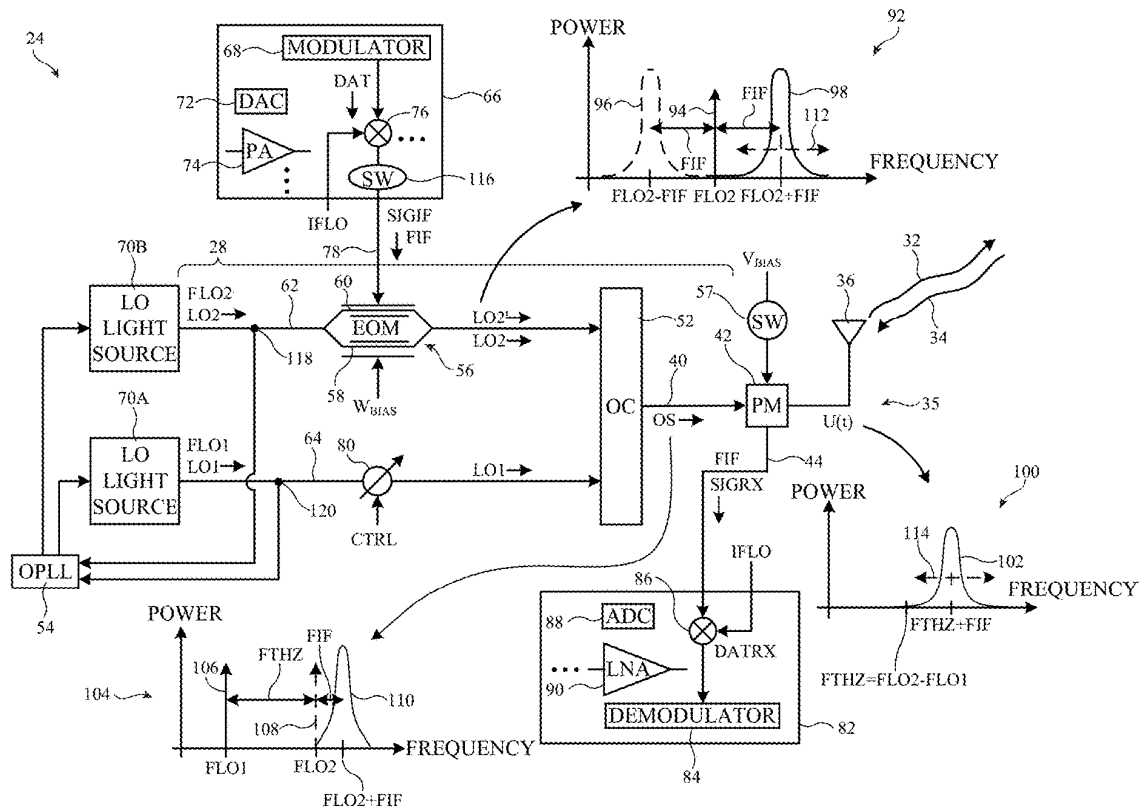 24
68
MODULATOR
72
DAC
DAT
66
76
74
PA
SW
116
IFLO
SIGIF
FIF
78
POWER
92
96
94
98
FIF
FIF
112
FREQUENCY
FLO2-FIF
FLO2
FLO2+FIF
70B
28
LO
LIGHT
SOURCE
FLO2
LO2
62
118
60
EOM
58
56
WBIAS
LO2
LO2
52
OC
VBIAS
57
SW
42
PM
40
OS
36
32
34
35
U(t)
70A
LO
LIGHT
SOURCE
FLO1
LO1
64
80
120
CTRL
LO1
44
FIF
SIGRX
OPLL
54
POWER
100
114
102
FREQUENCY
FTHZ+FIF
FTHZ=FLO2-FLO1
POWER
104
106
FTHZ
FIF
108
110
FREQUENCY
FLO1
FLO2
FLO2+FIF
86
IFLO
88
ADC
DATRX
LNA
90
DEMODULATOR
82
84